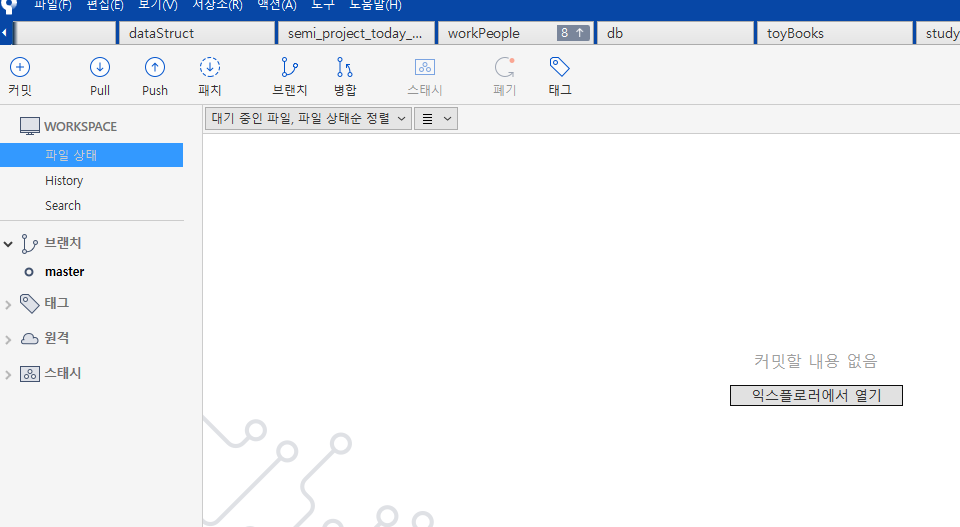 파일(F) 편집(E) 보기(V) 저장소(R) 액션(A) 도구 도움말(H)
dataStruct semi_project_today_... workPeople 8 ↑ db toyBooks study
커밋 Pull Push 패치 브랜치 병합 스태시 폐기 태그
WORKSPACE
파일 상태
History
Search
브랜치
master
태그
원격
스태시
대기 중인 파일, 파일 상태순 정렬
커밋할 내용 없음
익스플로러에서 열기